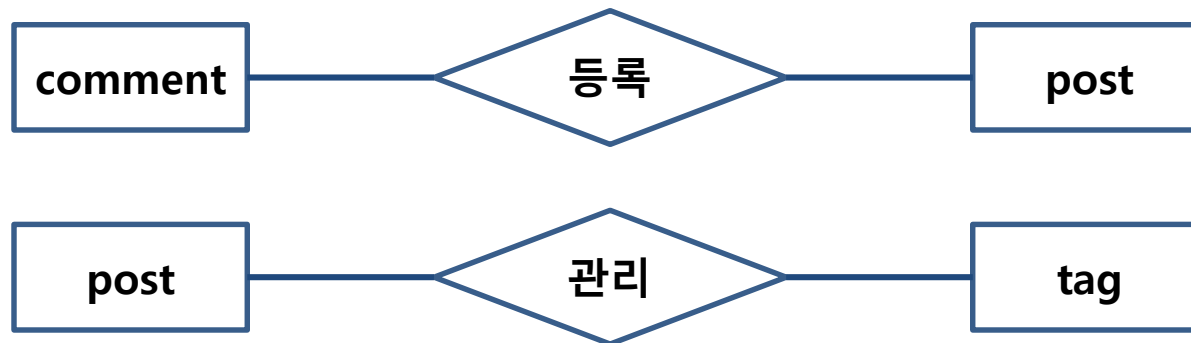 comment 등록 post
post 관리 tag